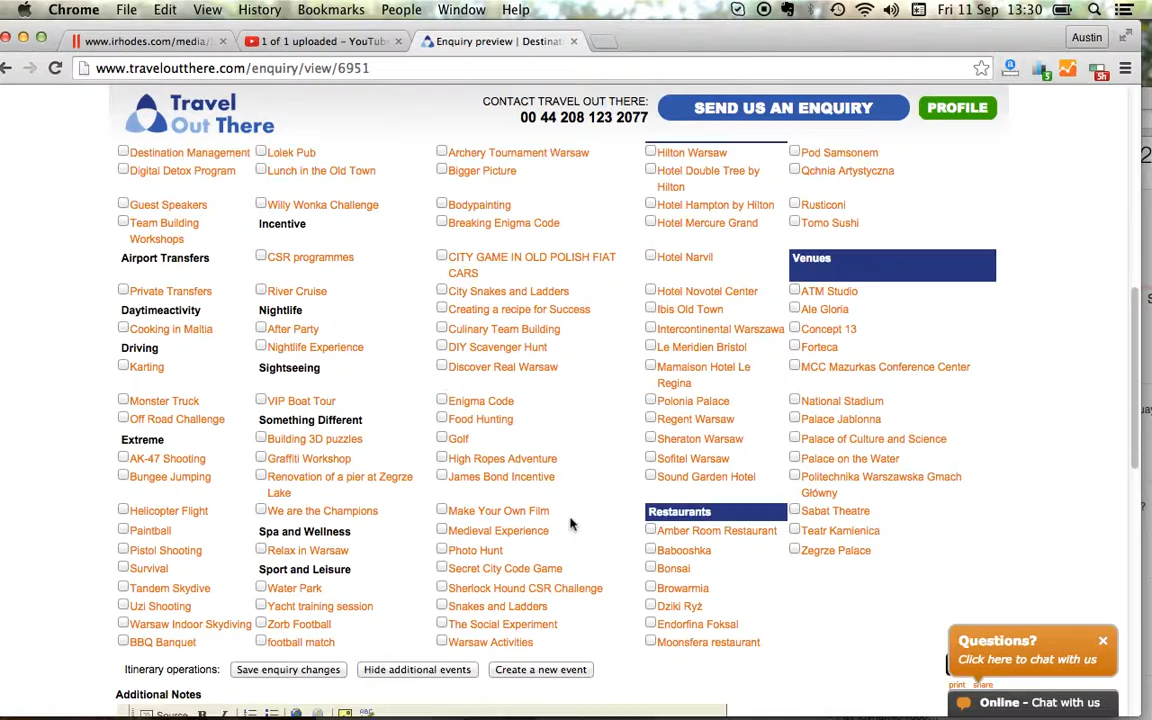 Chrome File Edit View History Bookmarks People Window Help Fri 11 Sep 13:30
www.irhodes.com/media/ 1 of 1 uploaded - YouTub Enquiry preview | Destinat Austin
www.traveloutthere.com/enquiry/view/6951
Travel Out There
CONTACT TRAVEL OUT THERE:
00 44 208 123 2077
SEND US AN ENQUIRY
PROFILE
Destination Management
Digital Detox Program
Guest Speakers
Team Building
Workshops
Airport Transfers
Private Transfers
Daytimeactivity
Cooking in Maltia
Driving
Karting
Monster Truck
Off Road Challenge
Extreme
AK-47 Shooting
Bungee Jumping
Helicopter Flight
Paintball
Pistol Shooting
Survival
Tandem Skydive
Uzi Shooting
Warsaw Indoor Skydiving
BBQ Banquet
Lolek Pub
Lunch in the Old Town
Willy Wonka Challenge
Incentive
CSR programmes
River Cruise
Nightlife
After Party
Nightlife Experience
Sightseeing
VIP Boat Tour
Something Different
Building 3D puzzles
Graffiti Workshop
Renovation of a pier at Zegrze
Lake
We are the Champions
Spa and Wellness
Relax in Warsaw
Sport and Leisure
Water Park
Yacht training session
Zorb Football
football match
Archery Tournament Warsaw
Bigger Picture
Bodypainting
Breaking Enigma Code
CITY GAME IN OLD POLISH FIAT
CARS
City Snakes and Ladders
Creating a recipe for Success
Culinary Team Building
DIY Scavenger Hunt
Discover Real Warsaw
Enigma Code
Food Hunting
Golf
High Ropes Adventure
James Bond Incentive
Make Your Own Film
Medieval Experience
Photo Hunt
Secret City Code Game
Sherlock Hound CSR Challenge
Snakes and Ladders
The Social Experiment
Warsaw Activities
Hilton Warsaw
Hotel Double Tree by
Hilton
Hotel Hampton by Hilton
Hotel Mercure Grand
Hotel Narvil
Hotel Novotel Center
Ibis Old Town
Intercontinental Warszawa
Le Meridien Bristol
Mamaison Hotel Le
Regina
Polonia Palace
Regent Warsaw
Sheraton Warsaw
Sofitel Warsaw
Sound Garden Hotel
Restaurants
Amber Room Restaurant
Babooshka
Bonsai
Browarmia
Dziki Ryż
Endorfina Foksal
Moonsfera restaurant
Pod Samsonem
Qchnia Artystyczna
Rusticoni
Tomo Sushi
Venues
ATM Studio
Ale Gloria
Concept 13
Forteca
MCC Mazurkas Conference Center
National Stadium
Palace Jablonna
Palace of Culture and Science
Palace on the Water
Politechnika Warszawska Gmach
Główny
Sabat Theatre
Teatr Kamienica
Zegrze Palace
Itinerary operations: Save enquiry changes Hide additional events Create a new event
Additional Notes
Source
Questions?
Click here to chat with us
print share
Online - Chat with us